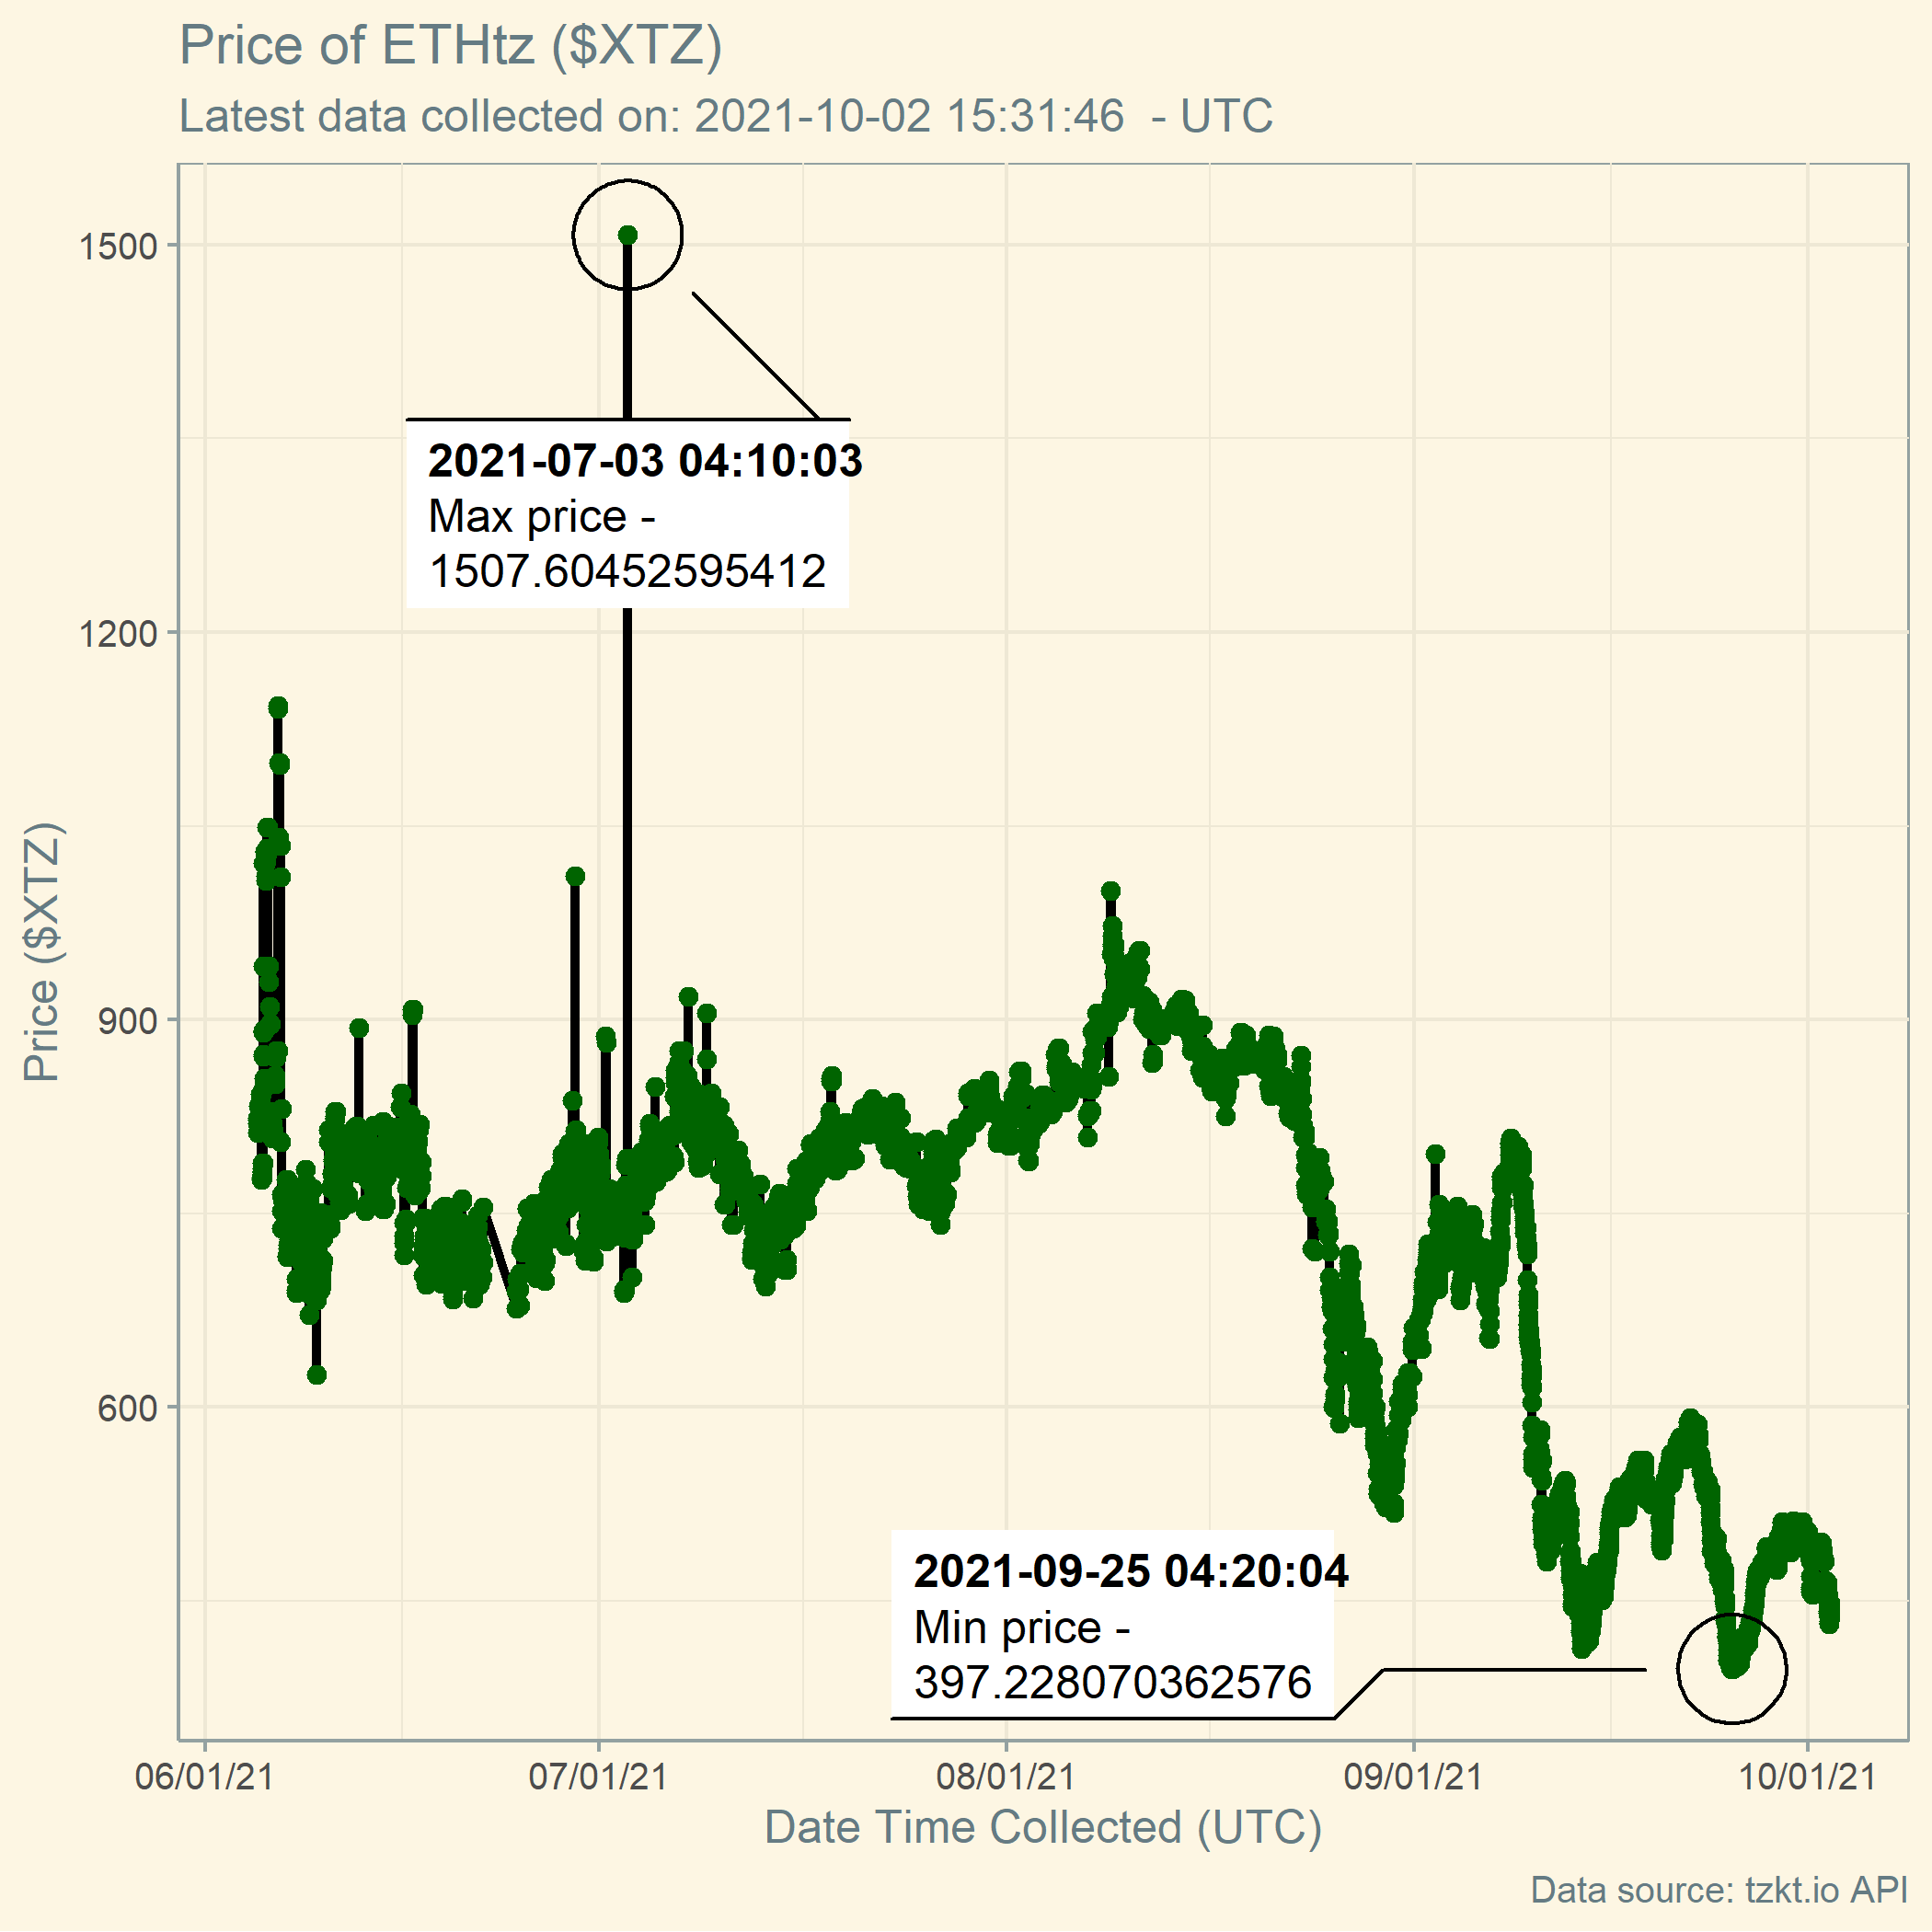 Price of ETHtz ($XTZ)
Latest data collected on: 2021-10-02 15:31:46  - UTC
1500
1200
900
600
Price ($XTZ)
2021-07-03 04:10:03
Max price -
1507.60452595412
2021-09-25 04:20:04
Min price -
397.228070362576
06/01/21
07/01/21
08/01/21
09/01/21
10/01/21
Date Time Collected (UTC)
Data source: tzkt.io API